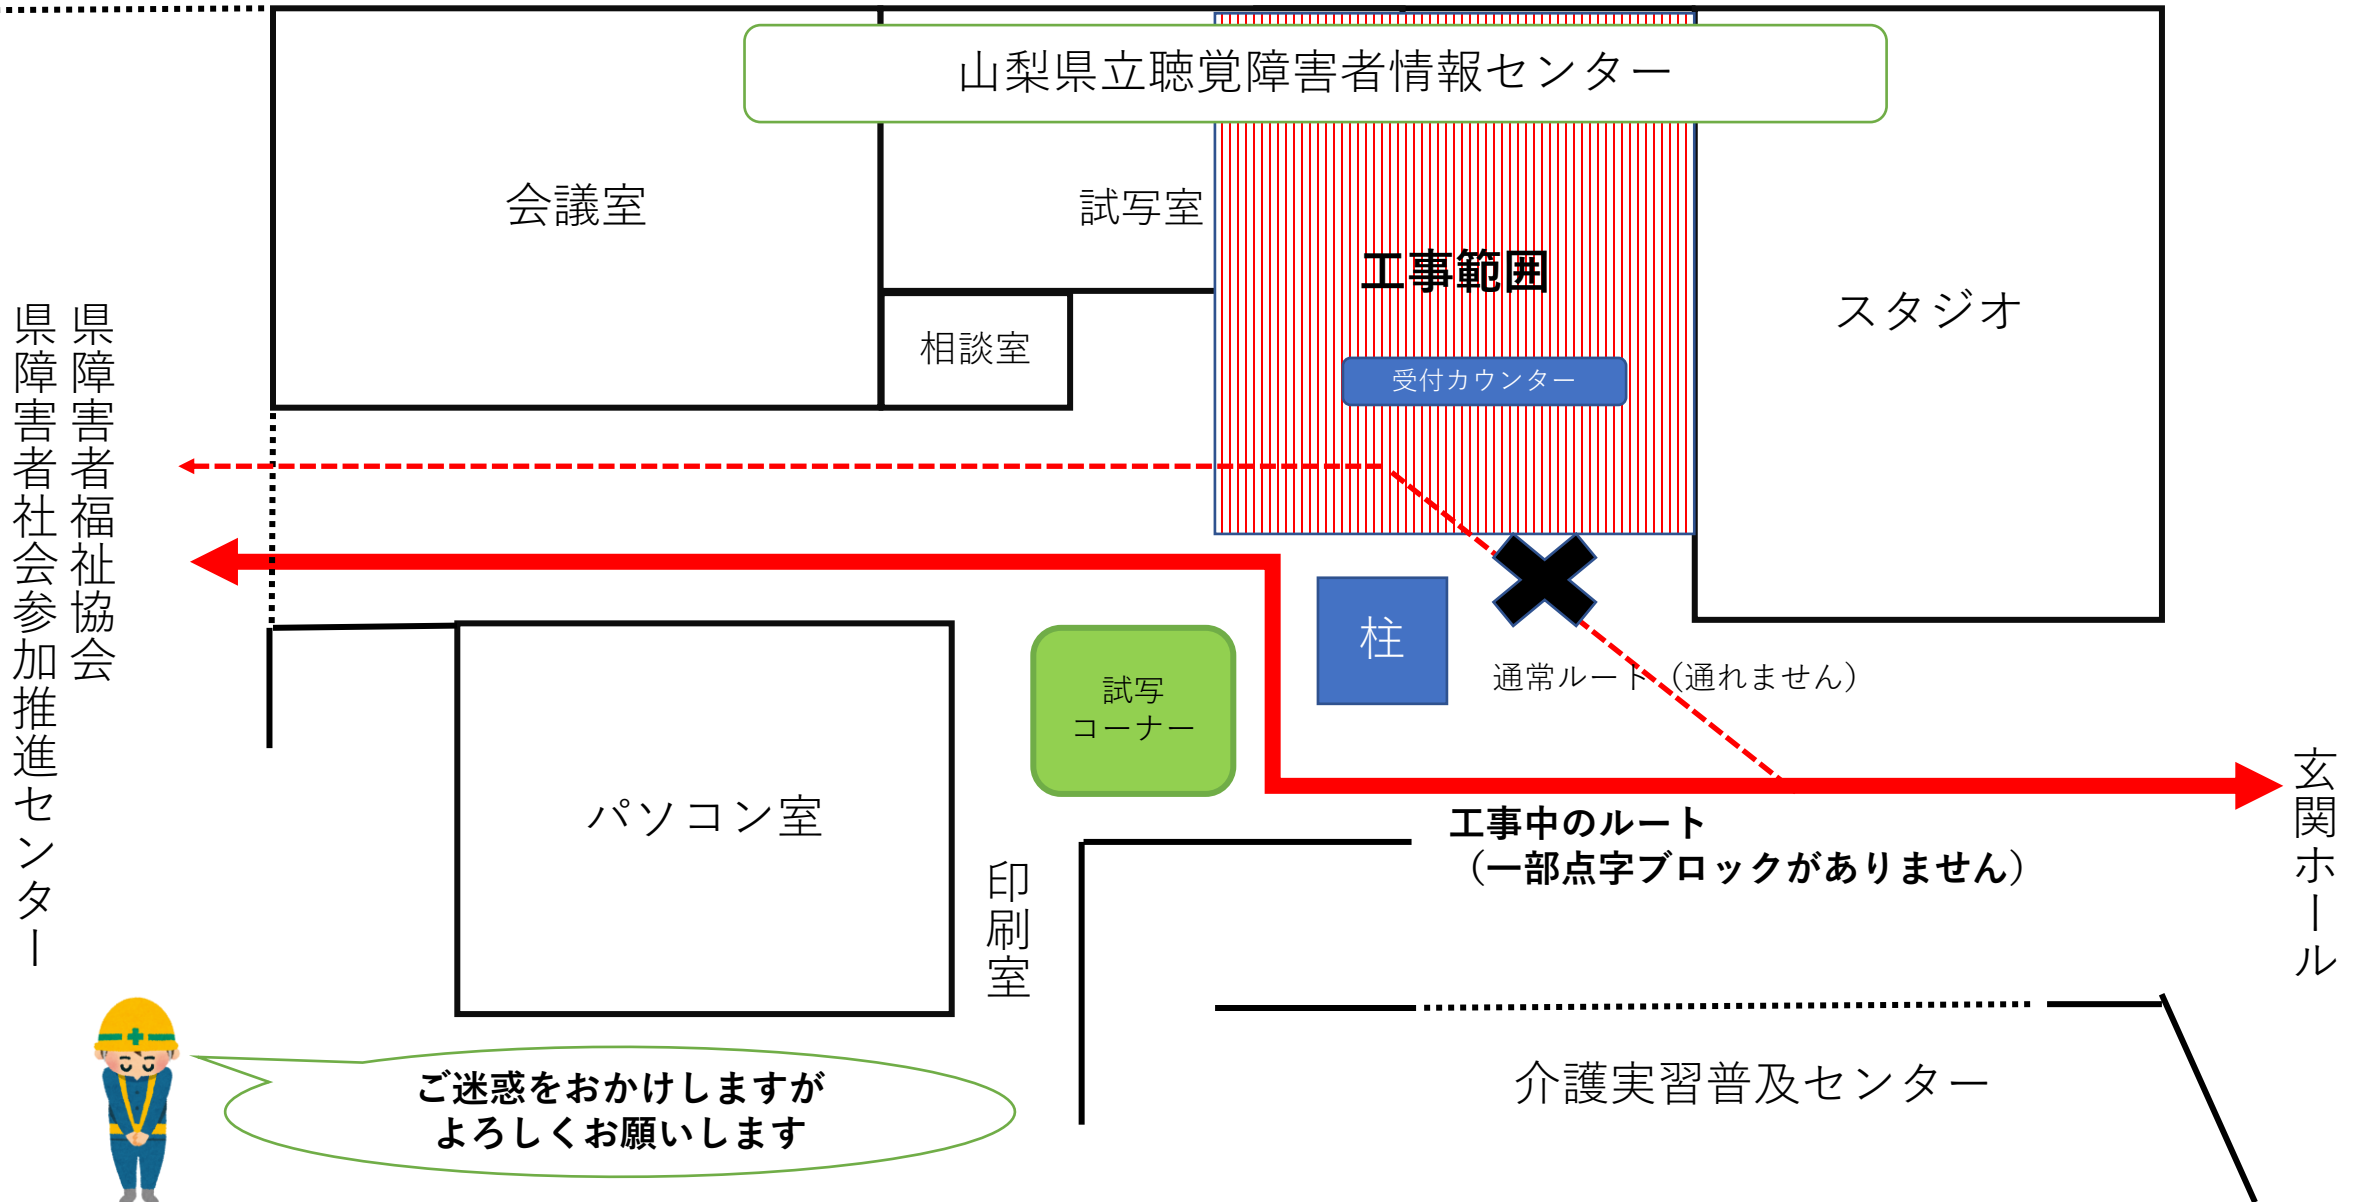 山梨県立聴覚障害者情報センター
会議室
試写室
工事範囲
スタジオ
相談室
受付カウンター
県障害者福祉協会
県障害者社会参加推進センター
柱
通常ルート（通れません）
試写
コーナー
玄関ホール
パソコン室
工事中のルート
（一部点字ブロックがありません）
印刷室
介護実習普及センター
ご迷惑をおかけしますが
よろしくお願いします